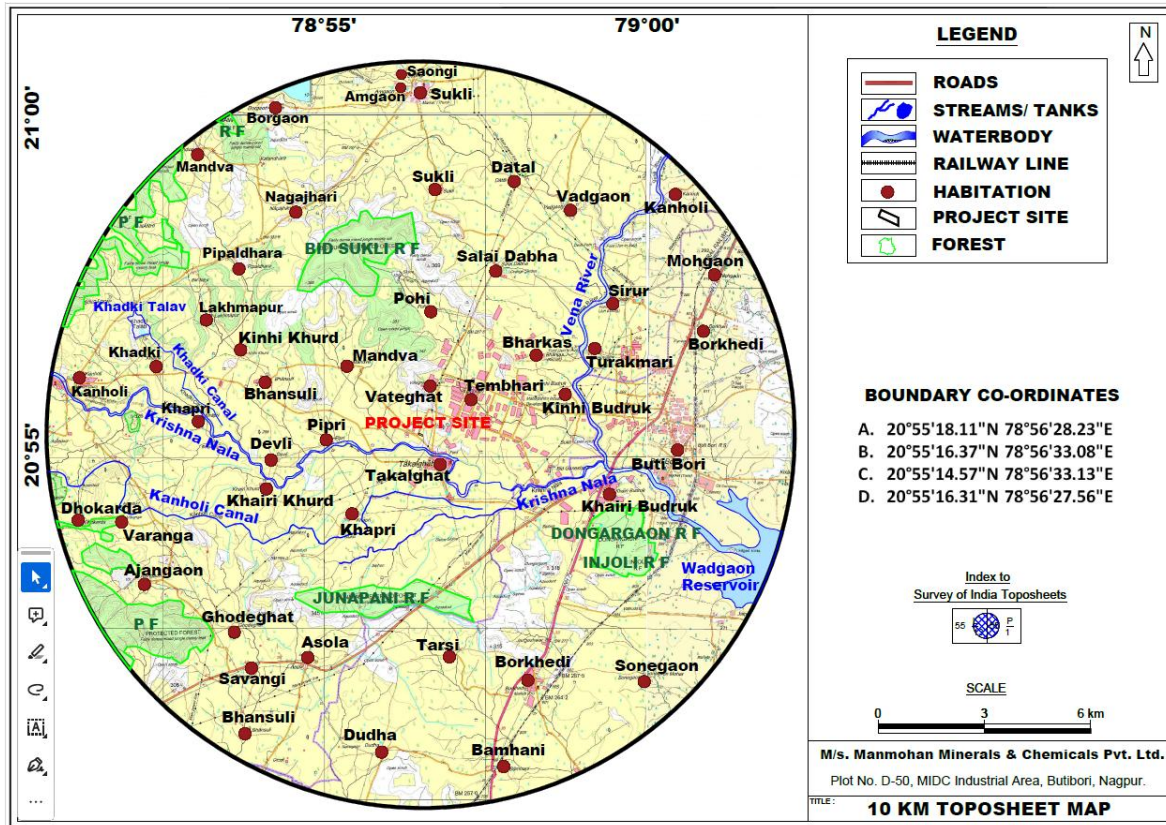 78°55'
79°00'
21°00'
20°55'
Saongi
Amgaon
Sukli
Borgaon
R F
Mandva
Sukli
Datal
Nagajhari
Vadgaon
Kanholi
P F
BID SUKLI R F
Pipaldhara
Salai Dabha
Mohgaon
Vena River
Khadki Talav
Lakhmapur
Pohi
Sirur
Kinhi Khurd
Bharkas
Borkhedi
Khadki
Khadki Canal
Mandva
Turakmari
Kanholi
Bhansuli
Vateghat
Tembhari
Kinhi Budruk
Khapri
PROJECT SITE
Krishna Nala
Pipri
Devli
Takalghat
Buti Bori
Khairi Khurd
Krishna Nala
Khairi Budruk
Kanholi Canal
Dhokarda
Varanga
Khapri
DONGARGAON R F
INJOLI R F
Wadgaon
Reservoir
Ajangaon
JUNAPANI R F
P F
Ghodeghat
Asola
Tarsi
Savangi
Borkhedi
Sonegaon
Bhansuli
Dudha
Bamhani
LEGEND
N
ROADS
STREAMS/ TANKS
WATERBODY
RAILWAY LINE
HABITATION
PROJECT SITE
FOREST
BOUNDARY CO-ORDINATES
A. 20°55'18.11"N 78°56'28.23"E
B. 20°55'16.37"N 78°56'33.08"E
C. 20°55'14.57"N 78°56'33.13"E
D. 20°55'16.31"N 78°56'27.56"E
Index to
Survey of India Toposheets
55 P
1
SCALE
0 3 6 km
M/s. Manmohan Minerals & Chemicals Pvt. Ltd.
Plot No. D-50, MIDC Industrial Area, Butibori, Nagpur.
TITLE :
10 KM TOPOSHEET MAP